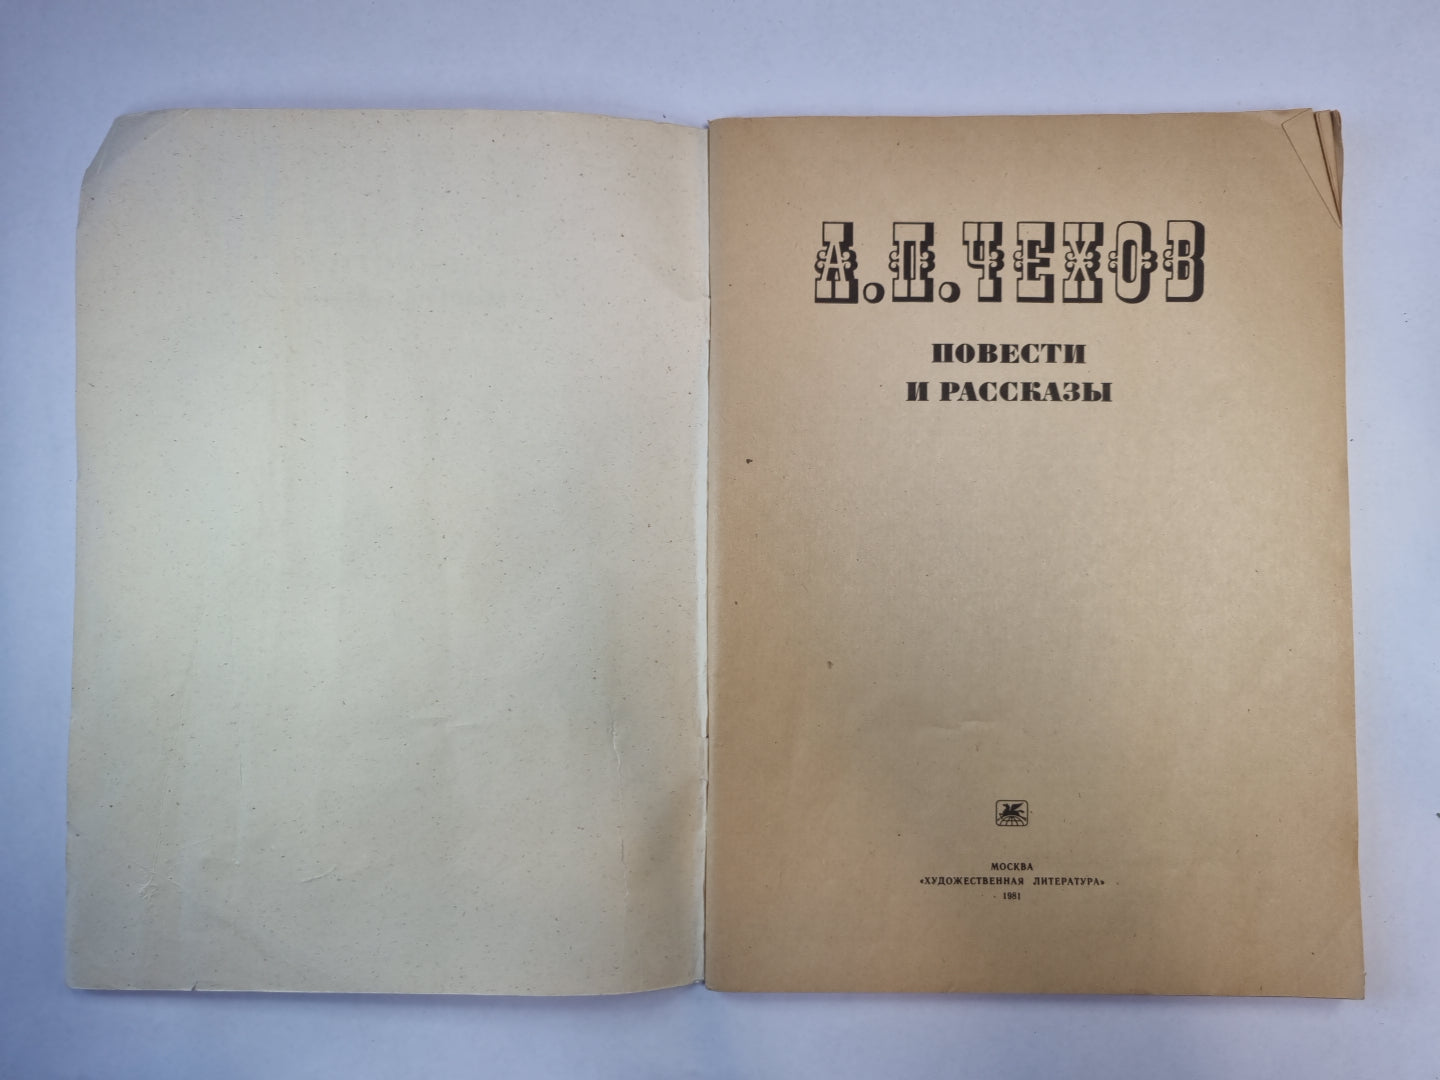 А.П.ЧЕХОВ
ПОВЕСТИ
И РАССКАЗЫ
МОСКВА
«ХУДОЖЕСТВЕННАЯ ЛИТЕРАТУРА»
1981